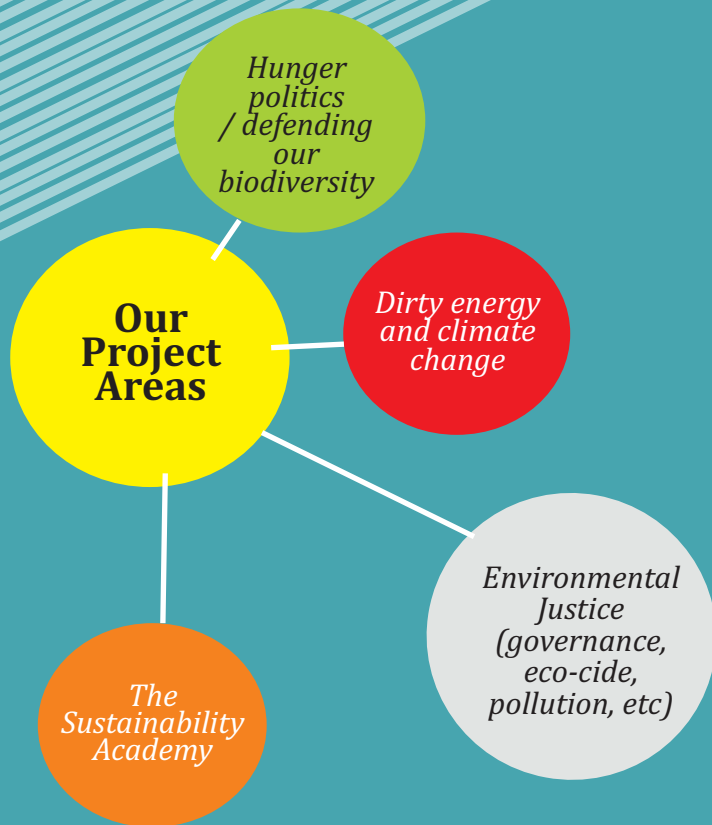 Hunger
politics
/ defending
our
biodiversity
Our
Project
Areas
Dirty energy
and climate
change
Environmental
Justice
(governance,
eco-cide,
pollution, etc)
The
Sustainability
Academy